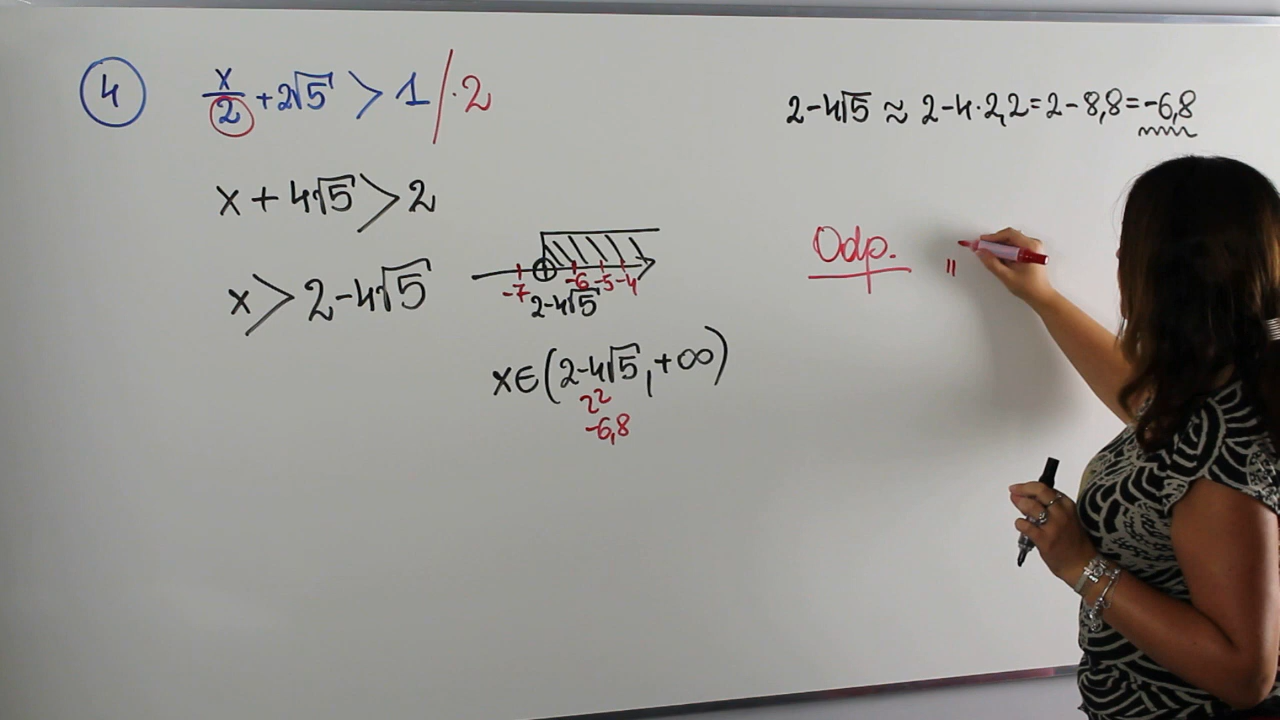 4 x/2 + 2√5 > 1 /·2
x + 4√5 > 2
x > 2-4√5
-7 -6 -5 -4
2-4√5
x∈(2-4√5, +∞)
22
-6,8
2-4√5 ≈ 2-4·2,2=2-8,8=-6,8
Odp. "